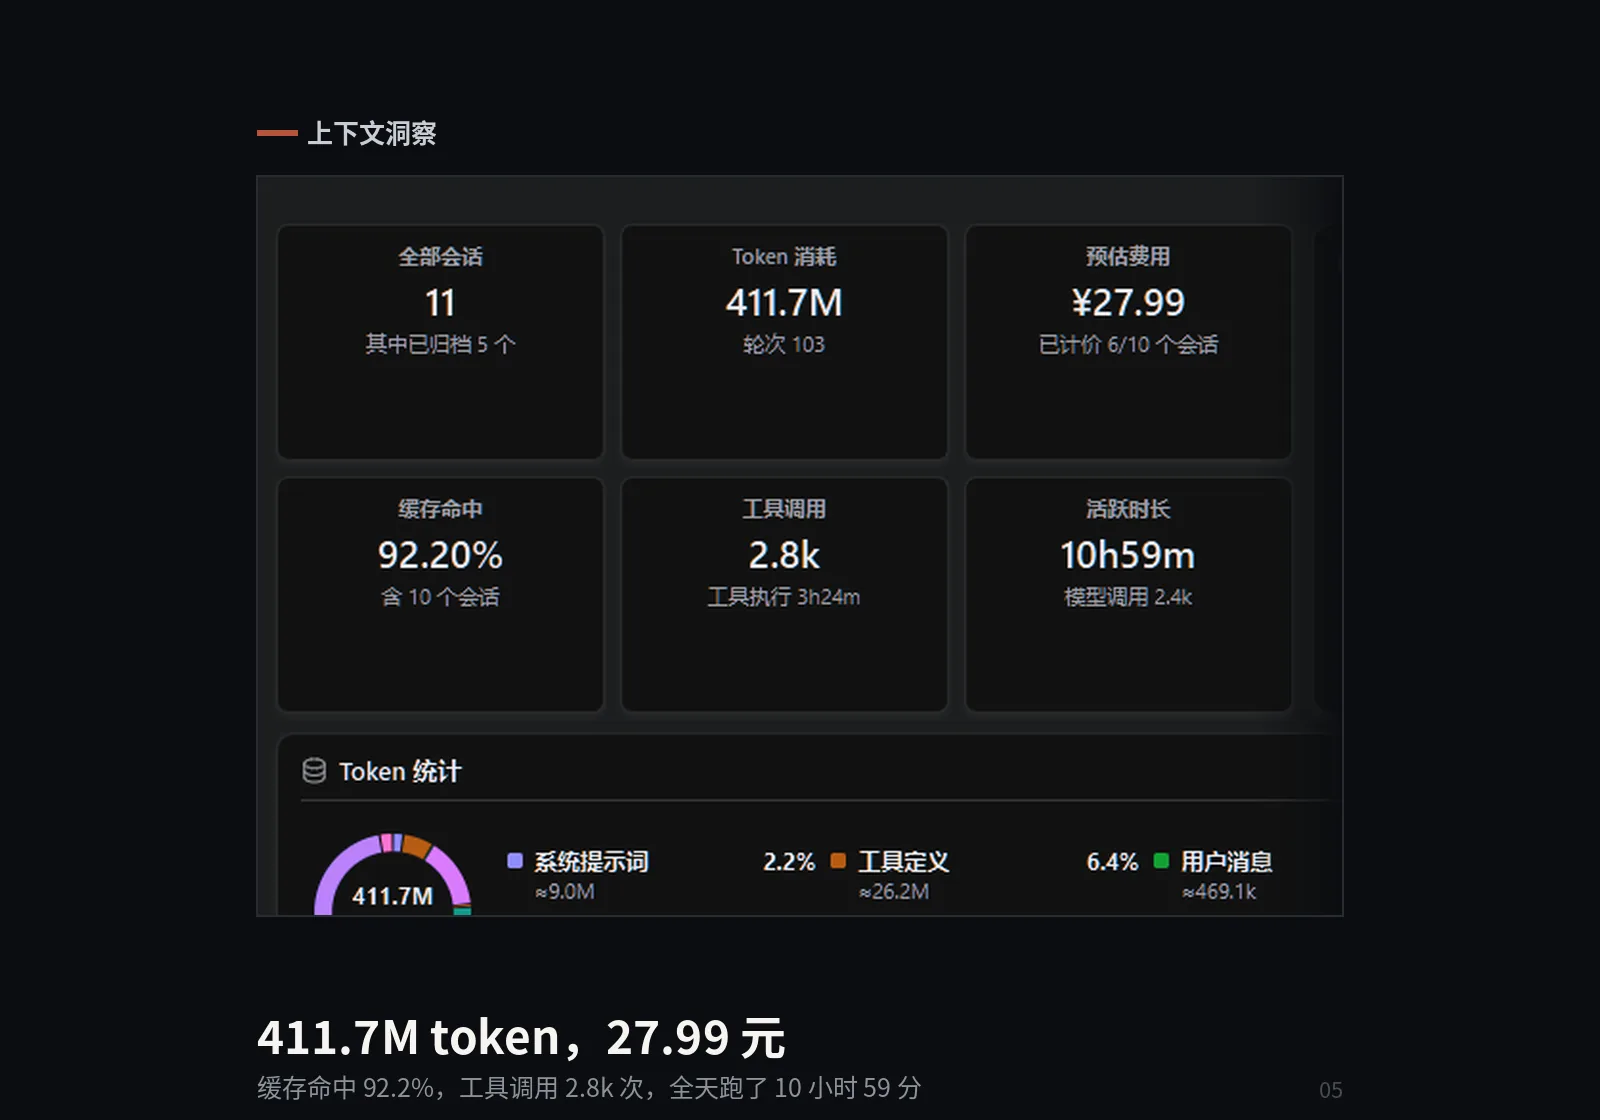 上下文洞察
全部会话
11
其中已归档 5 个
Token 消耗
411.7M
轮次 103
预估费用
¥27.99
已计价 6/10 个会话
缓存命中
92.20%
含 10 个会话
工具调用
2.8k
工具执行 3h24m
活跃时长
10h59m
模型调用 2.4k
Token 统计
411.7M
系统提示词 2.2%
≈9.0M
工具定义 6.4%
≈26.2M
用户消息
≈469.1k
411.7M token，27.99 元
缓存命中 92.2%，工具调用 2.8k 次，全天跑了 10 小时 59 分
05